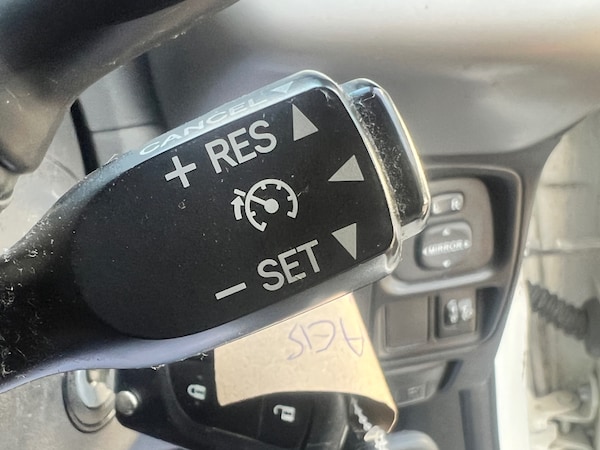 CANCEL
+ RES
- SET
R
MIRROR